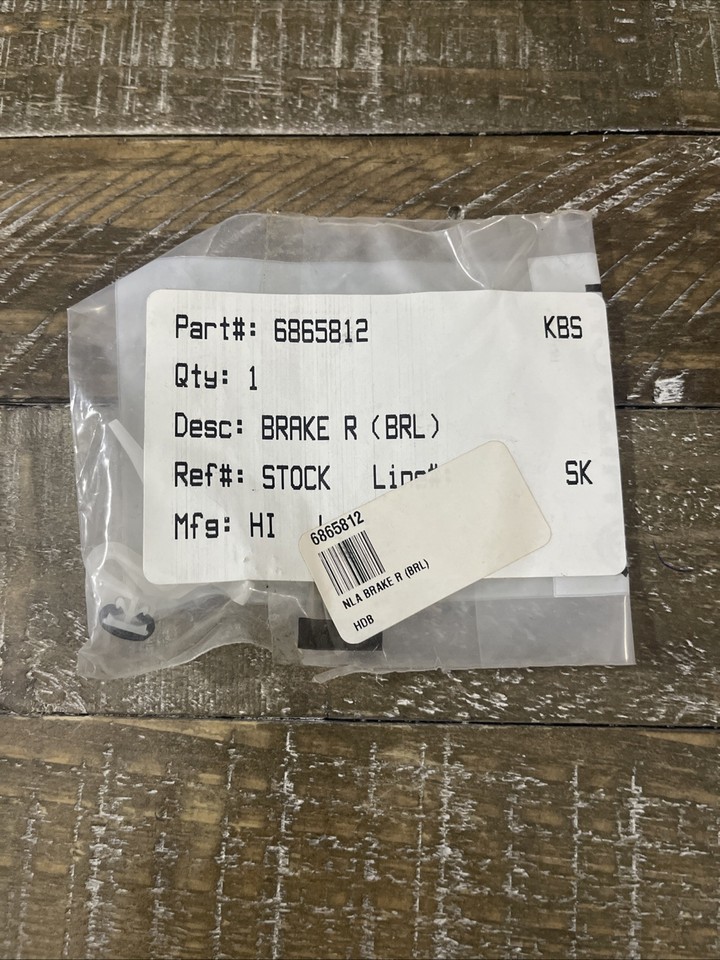 Part#: 6865812 KBS
Qty: 1
Desc: BRAKE R (BRL)
Ref#: STOCK SK
Mfg: HI
6865812
NLA BRAKE R (BRL)
HDB